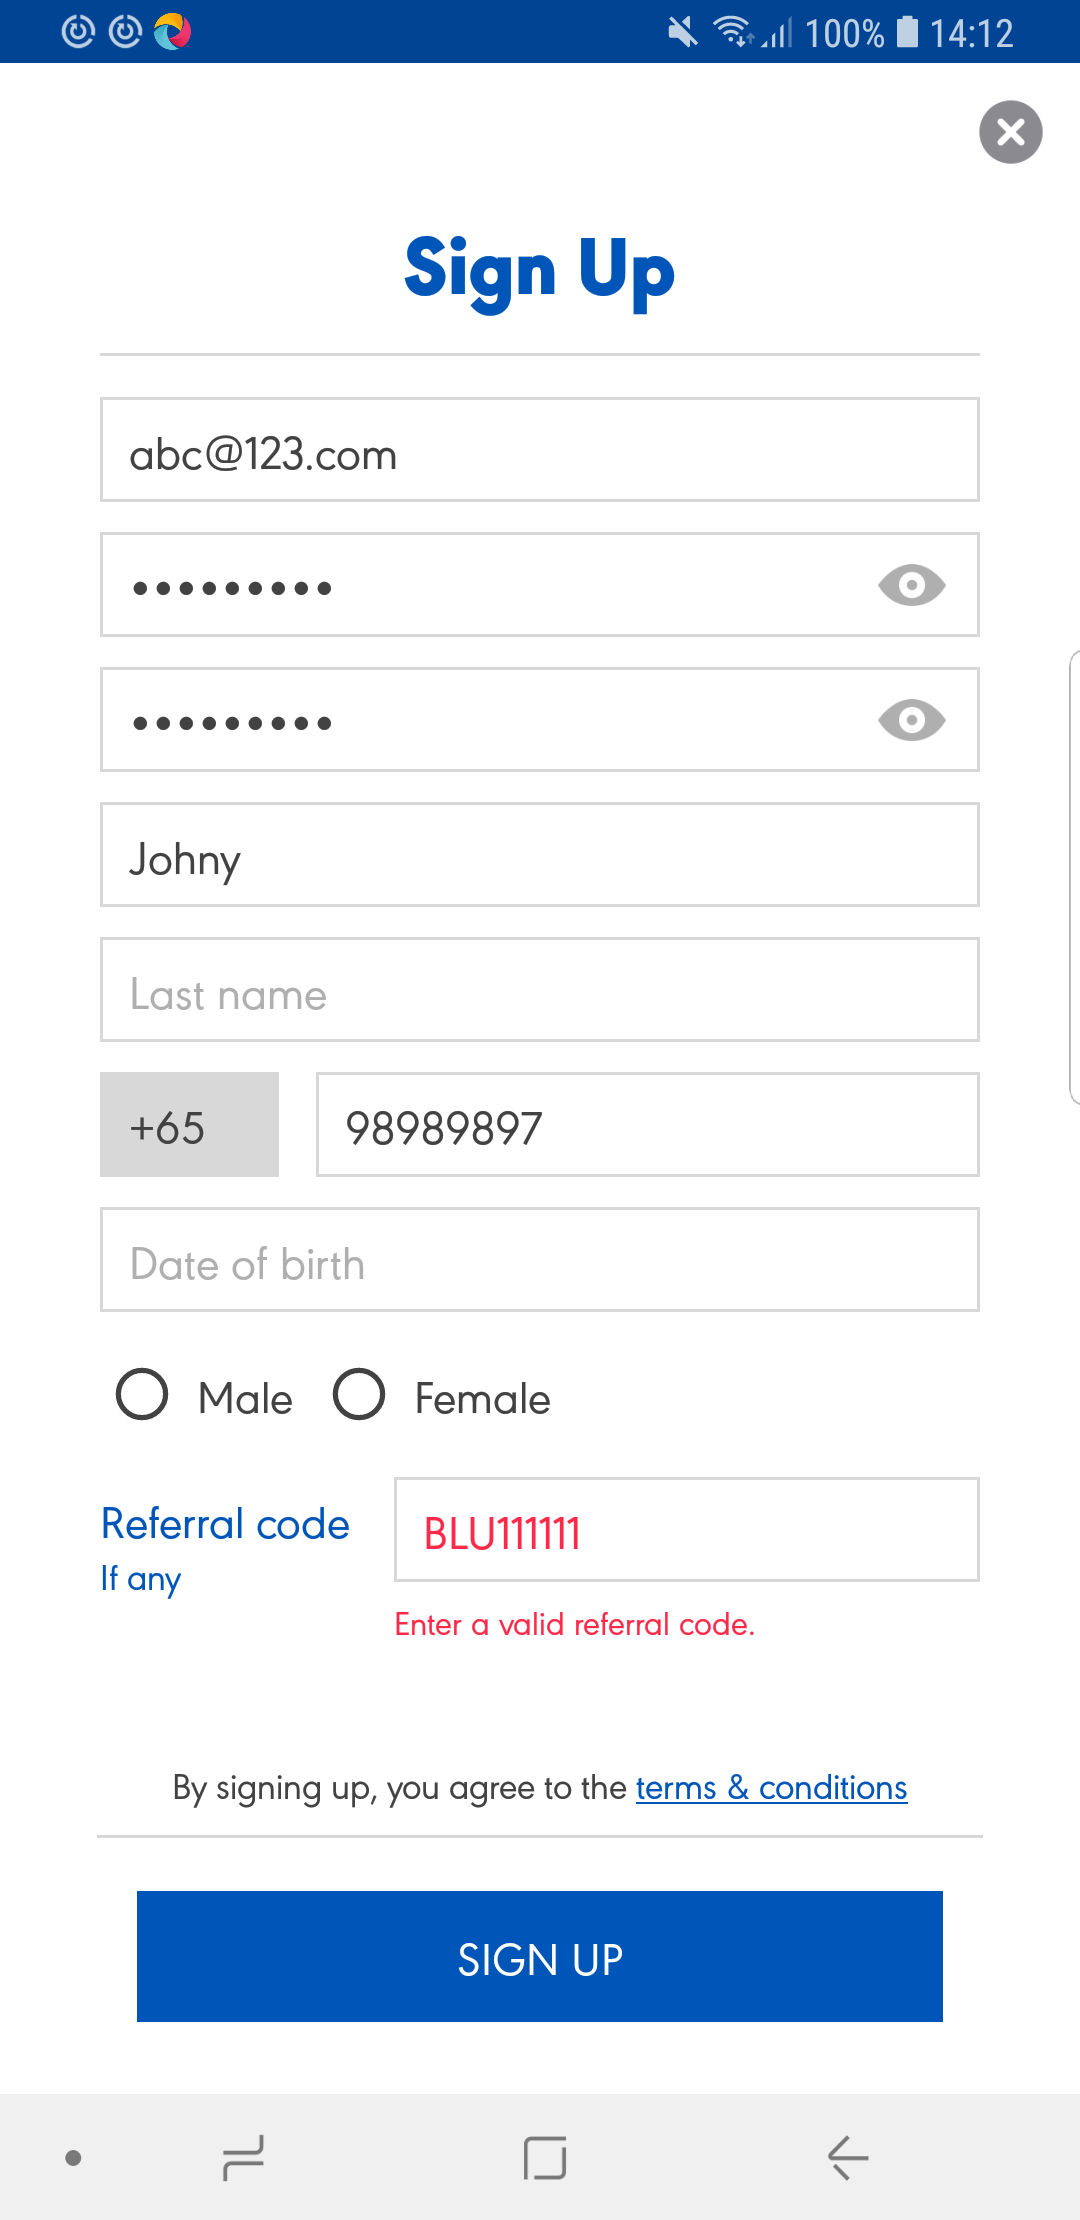 100% 14:12
Sign Up
abc@123.com
•••••••••
•••••••••
Johny
Last name
+65 98989897
Date of birth
Male Female
Referral code BLU111111
If any
Enter a valid referral code.
By signing up, you agree to the terms & conditions
SIGN UP